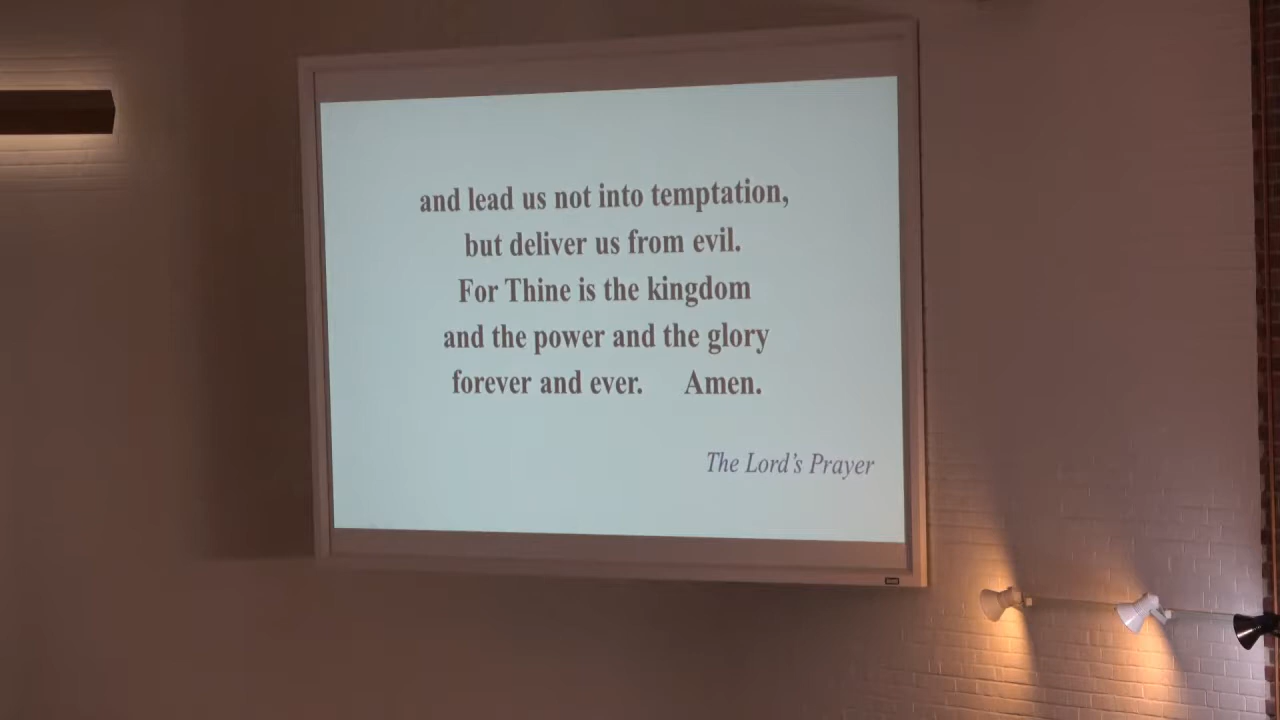 and lead us not into temptation,
but deliver us from evil.
For Thine is the kingdom
and the power and the glory
forever and ever. Amen.
The Lord's Prayer